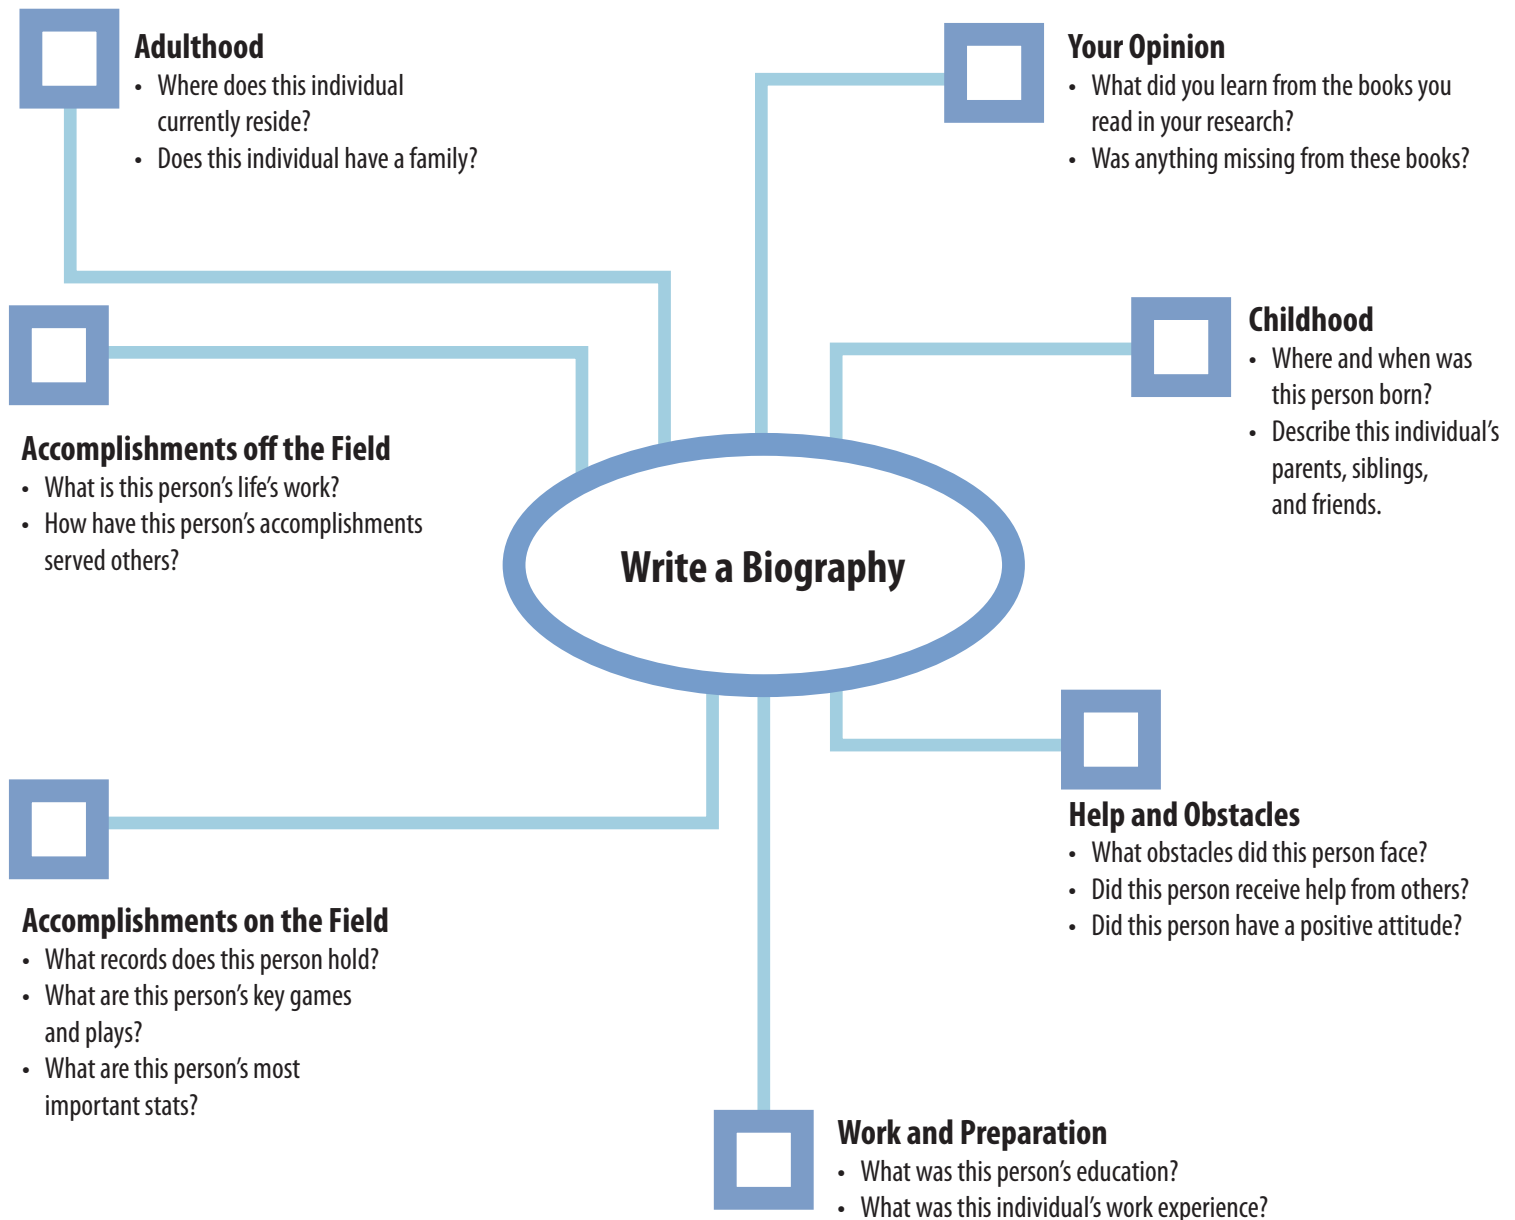 Adulthood
• Where does this individual
currently reside?
• Does this individual have a family?
Your Opinion
• What did you learn from the books you
read in your research?
• Was anything missing from these books?
Childhood
• Where and when was
this person born?
• Describe this individual’s
parents, siblings,
and friends.
Accomplishments off the Field
• What is this person’s life’s work?
• How have this person’s accomplishments
served others?
Write a Biography
Help and Obstacles
• What obstacles did this person face?
• Did this person receive help from others?
• Did this person have a positive attitude?
Accomplishments on the Field
• What records does this person hold?
• What are this person’s key games
and plays?
• What are this person’s most
important stats?
Work and Preparation
• What was this person’s education?
• What was this individual’s work experience?